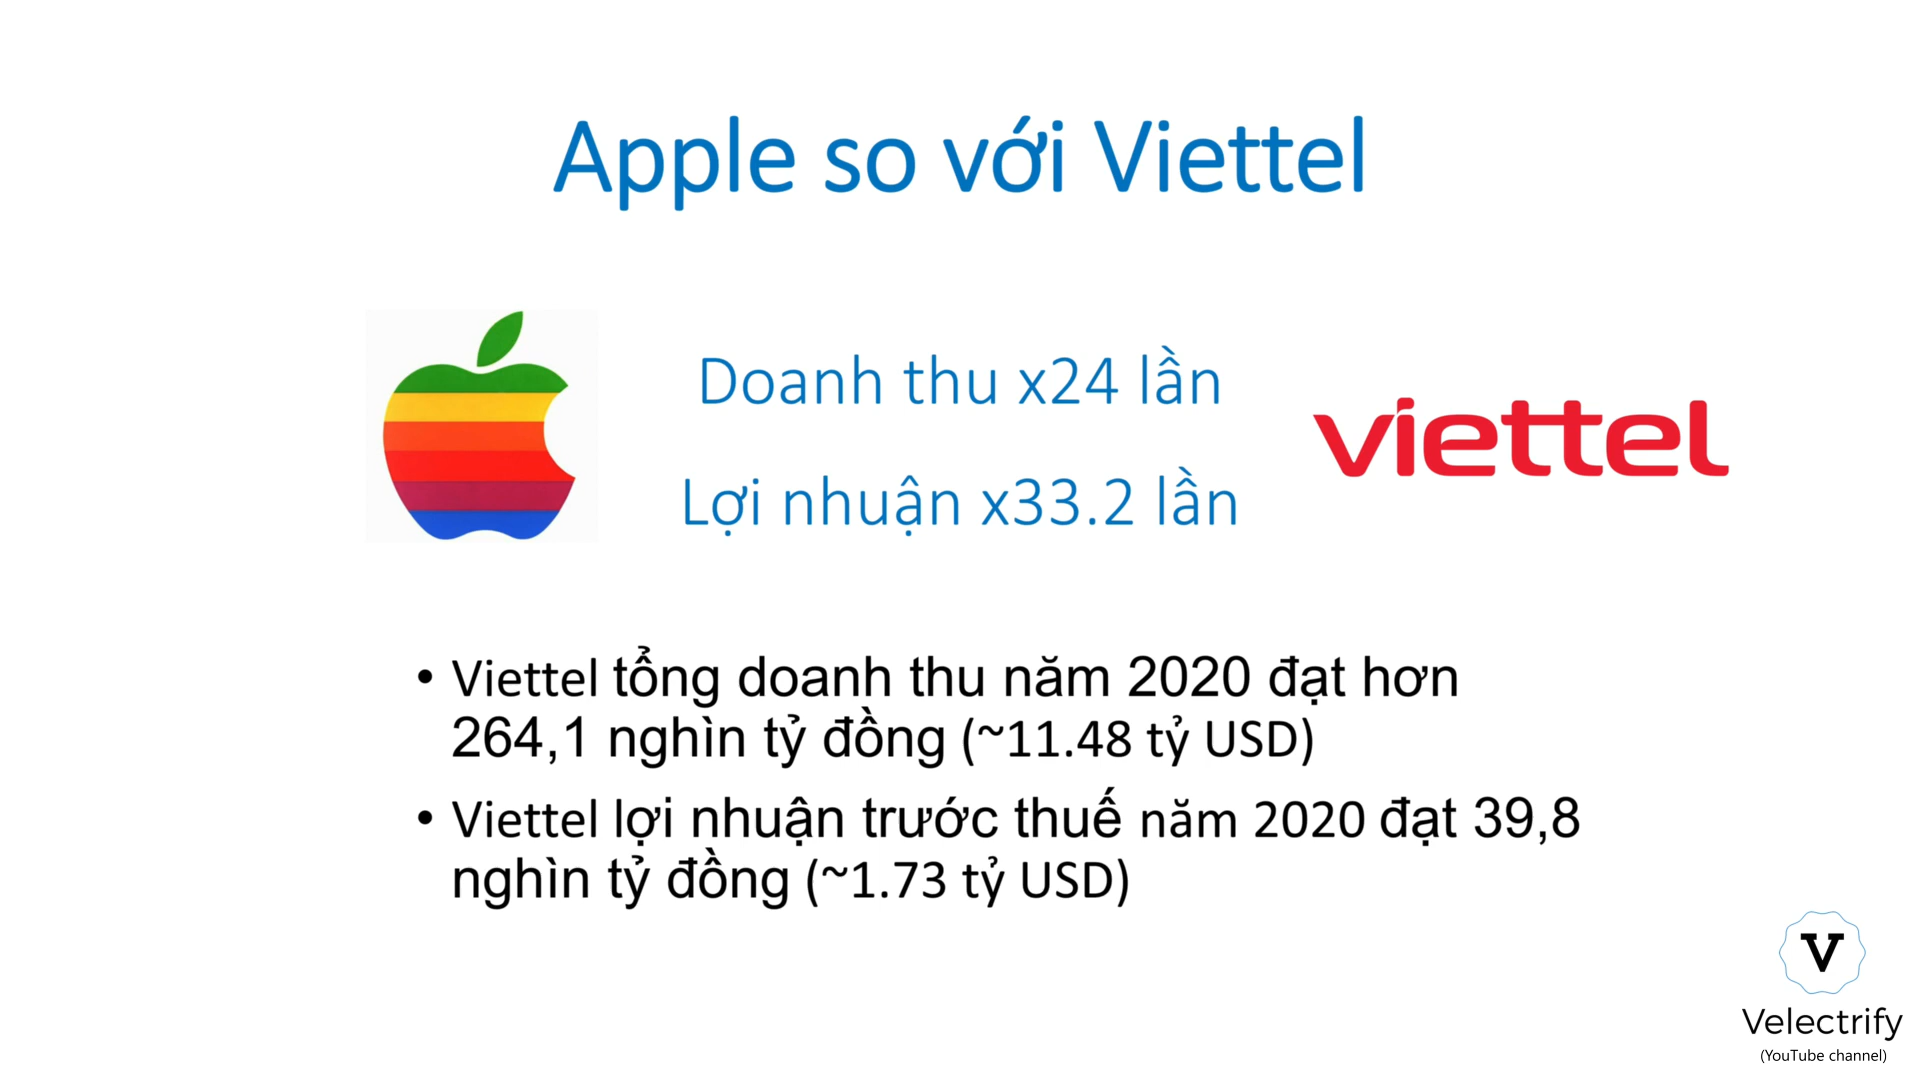 Apple so với Viettel
Doanh thu x24 lần
Lợi nhuận x33.2 lần
viettel
• Viettel tổng doanh thu năm 2020 đạt hơn
264,1 nghìn tỷ đồng (~11.48 tỷ USD)
• Viettel lợi nhuận trước thuế năm 2020 đạt 39,8
nghìn tỷ đồng (~1.73 tỷ USD)
V
Velectrify
(YouTube channel)